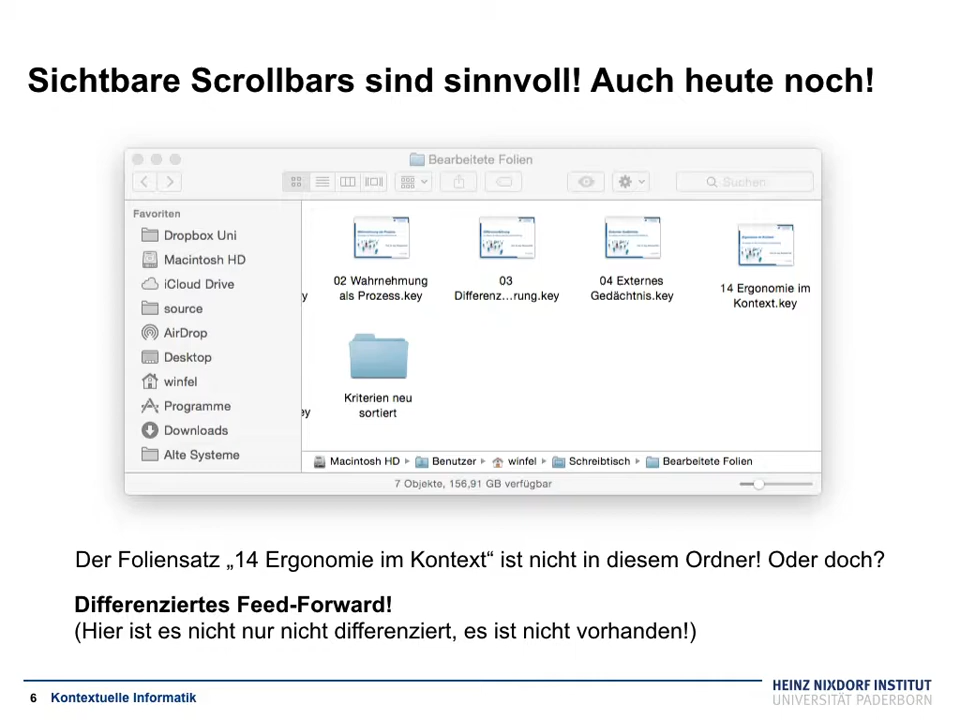 Sichtbare Scrollbars sind sinnvoll! Auch heute noch!
Bearbeitete Folien
Suchen
Favoriten
Dropbox Uni
Macintosh HD
iCloud Drive
source
AirDrop
Desktop
winfel
Programme
Downloads
Alte Systeme
y
02 Wahrnehmung
als Prozess.key
03
Differenz...rung.key
04 Externes
Gedächtnis.key
14 Ergonomie im
Kontext.key
ey
Kriterien neu
sortiert
Macintosh HD ▸ Benutzer ▸ winfel ▸ Schreibtisch ▸ Bearbeitete Folien
7 Objekte, 156,91 GB verfügbar
Der Foliensatz „14 Ergonomie im Kontext“ ist nicht in diesem Ordner! Oder doch?
Differenziertes Feed-Forward!
(Hier ist es nicht nur nicht differenziert, es ist nicht vorhanden!)
6 Kontextuelle Informatik
HEINZ NIXDORF INSTITUT
UNIVERSITÄT PADERBORN